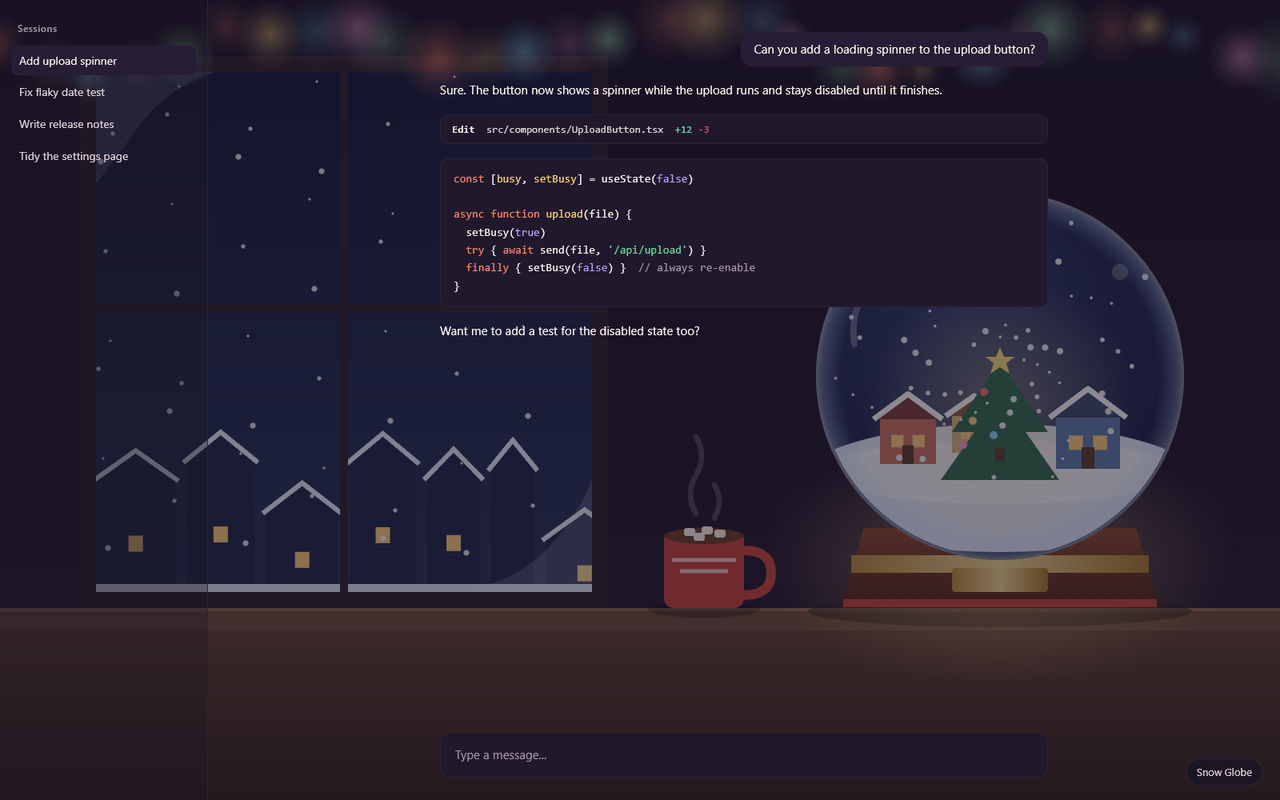 Sessions
Add upload spinner
Fix flaky date test
Write release notes
Tidy the settings page
Can you add a loading spinner to the upload button?
Sure. The button now shows a spinner while the upload runs and stays disabled until it finishes.
Edit src/components/UploadButton.tsx +12 -3
const [busy, setBusy] = useState(false)
async function upload(file) {
  setBusy(true)
  try { await send(file, '/api/upload') }
  finally { setBusy(false) }  // always re-enable
}
Want me to add a test for the disabled state too?
Type a message...
Snow Globe